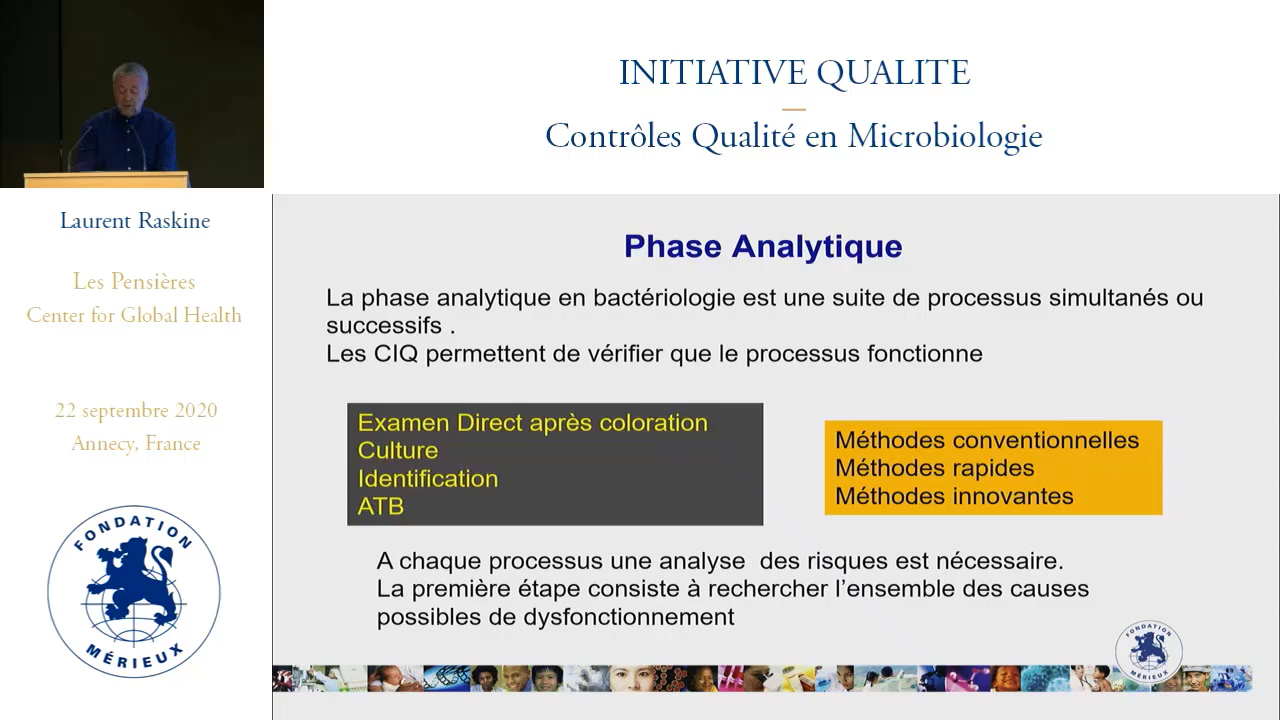 INITIATIVE QUALITE
Contrôles Qualité en Microbiologie
Laurent Raskine
Les Pensières
Center for Global Health
22 septembre 2020
Annecy, France
FONDATION
MÉRIEUX
Phase Analytique
La phase analytique en bactériologie est une suite de processus simultanés ou
successifs .
Les CIQ permettent de vérifier que le processus fonctionne
Examen Direct après coloration
Culture
Identification
ATB
Méthodes conventionnelles
Méthodes rapides
Méthodes innovantes
A chaque processus une analyse  des risques est nécessaire.
La première étape consiste à rechercher l’ensemble des causes
possibles de dysfonctionnement
FONDATION
MÉRIEUX